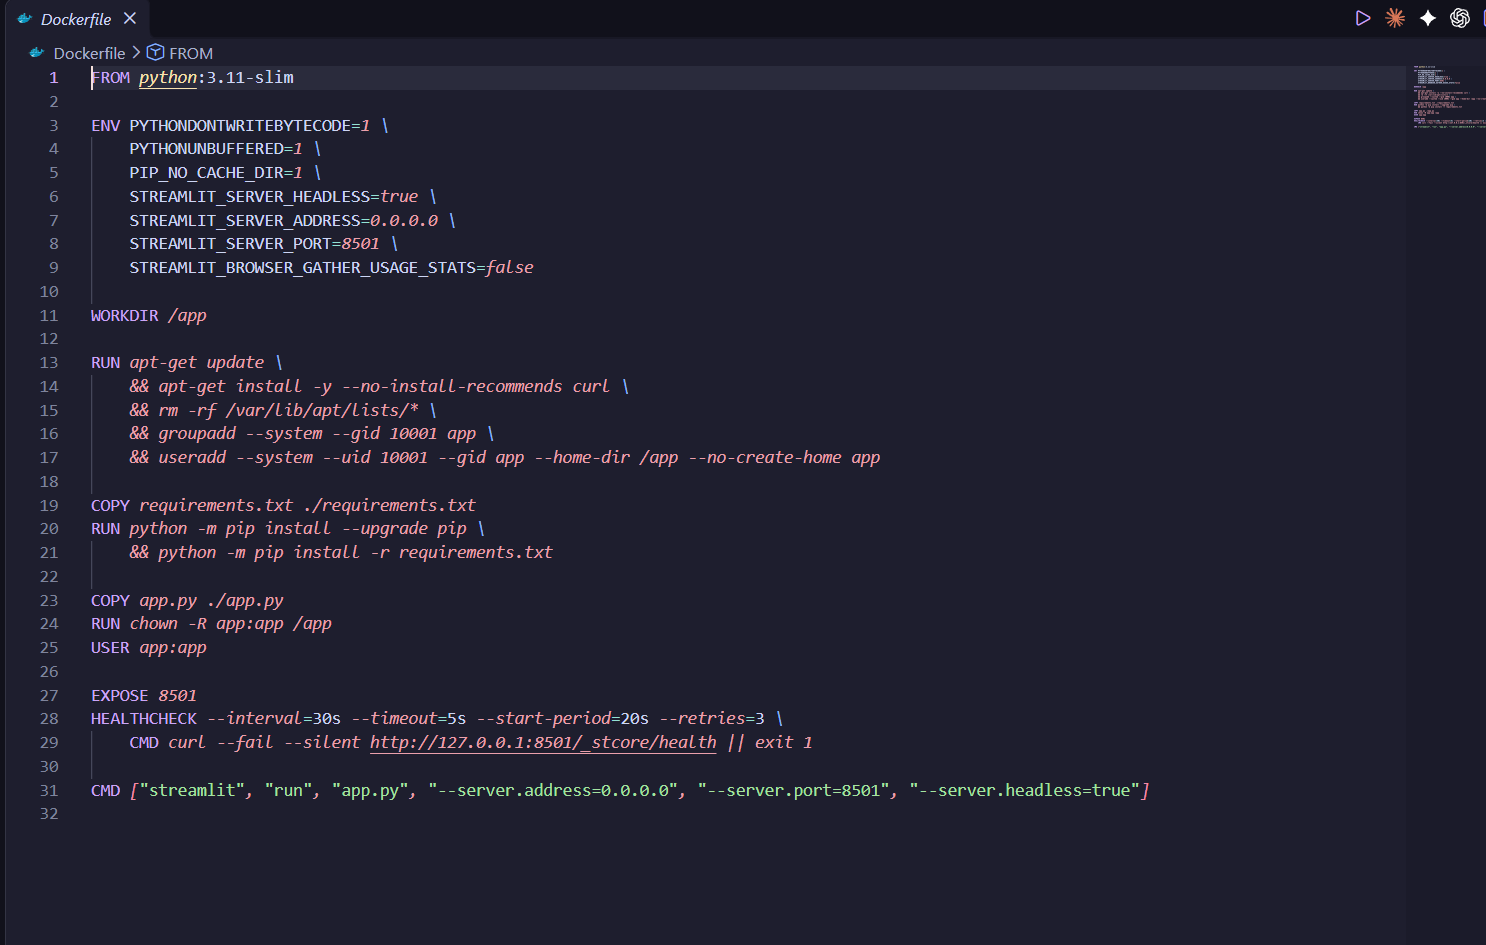 Dockerfile
Dockerfile > FROM
1 FROM python:3.11-slim
2
3 ENV PYTHONDONTWRITEBYTECODE=1 \
4     PYTHONUNBUFFERED=1 \
5     PIP_NO_CACHE_DIR=1 \
6     STREAMLIT_SERVER_HEADLESS=true \
7     STREAMLIT_SERVER_ADDRESS=0.0.0.0 \
8     STREAMLIT_SERVER_PORT=8501 \
9     STREAMLIT_BROWSER_GATHER_USAGE_STATS=false
10
11 WORKDIR /app
12
13 RUN apt-get update \
14     && apt-get install -y --no-install-recommends curl \
15     && rm -rf /var/lib/apt/lists/* \
16     && groupadd --system --gid 10001 app \
17     && useradd --system --uid 10001 --gid app --home-dir /app --no-create-home app
18
19 COPY requirements.txt ./requirements.txt
20 RUN python -m pip install --upgrade pip \
21     && python -m pip install -r requirements.txt
22
23 COPY app.py ./app.py
24 RUN chown -R app:app /app
25 USER app:app
26
27 EXPOSE 8501
28 HEALTHCHECK --interval=30s --timeout=5s --start-period=20s --retries=3 \
29     CMD curl --fail --silent http://127.0.0.1:8501/_stcore/health || exit 1
30
31 CMD ["streamlit", "run", "app.py", "--server.address=0.0.0.0", "--server.port=8501", "--server.headless=true"]
32